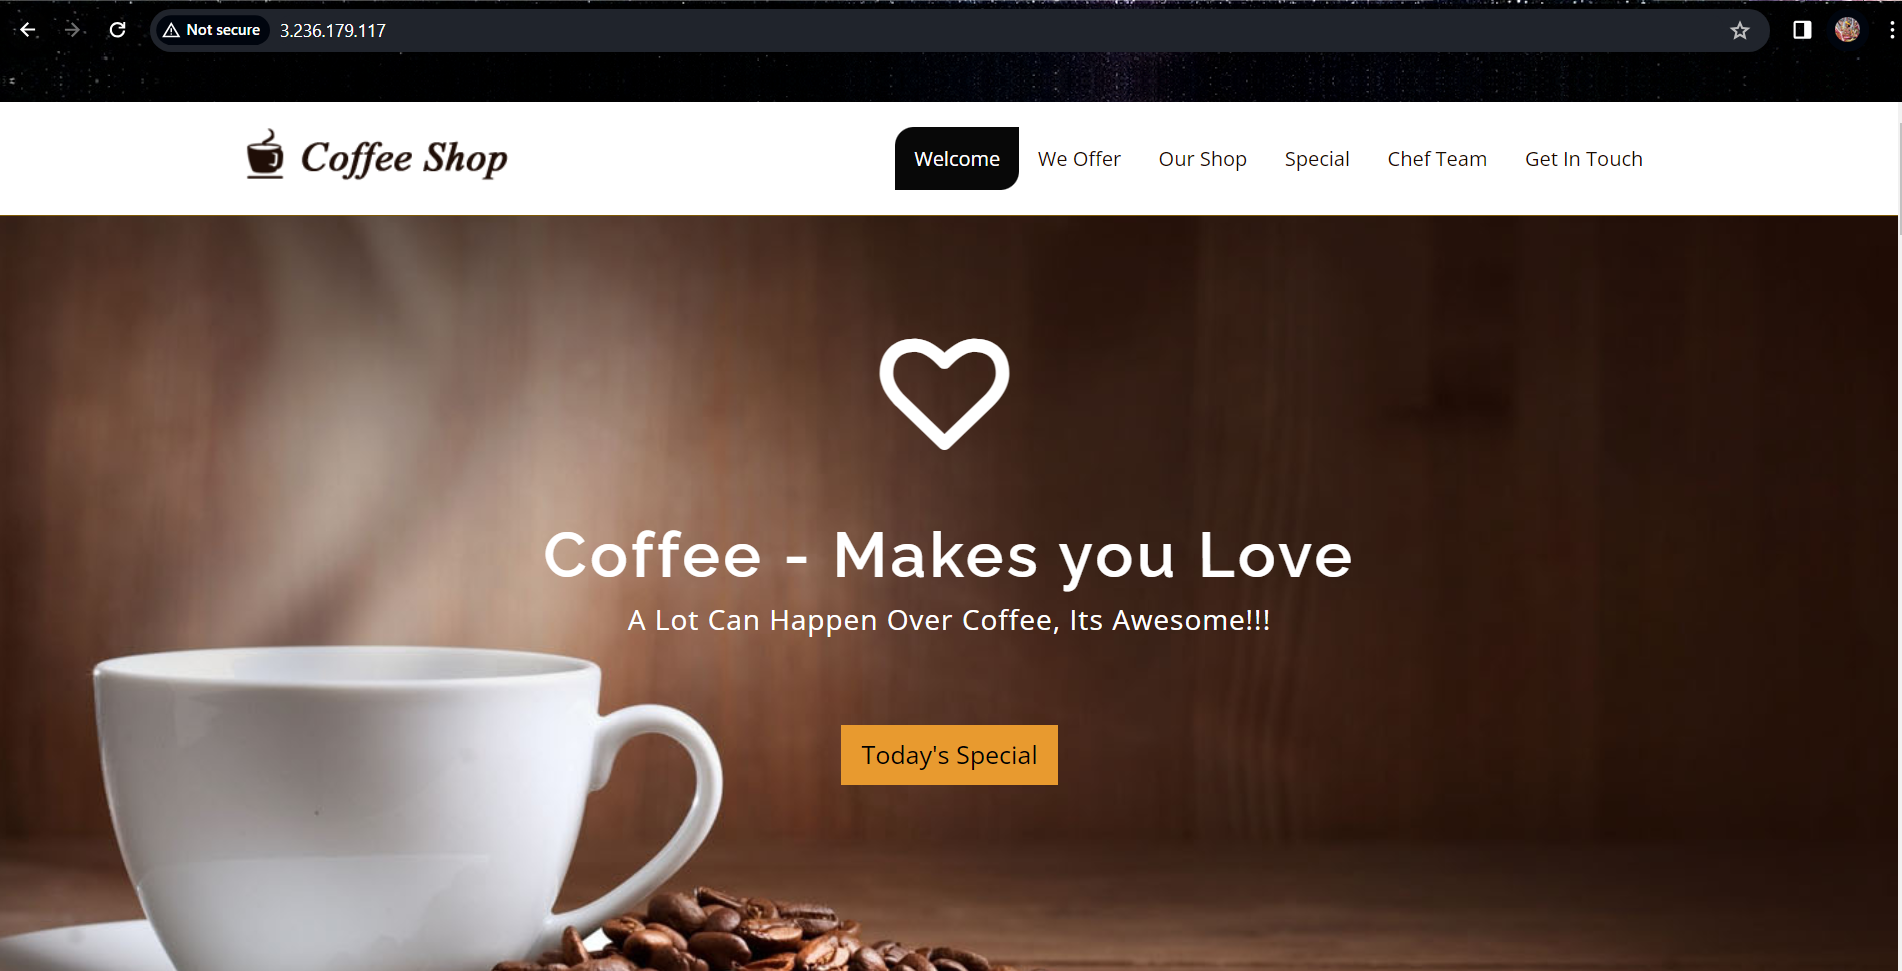 Not secure 3.236.179.117
Coffee Shop
Welcome We Offer Our Shop Special Chef Team Get In Touch
Coffee - Makes you Love
A Lot Can Happen Over Coffee, Its Awesome!!!
Today's Special